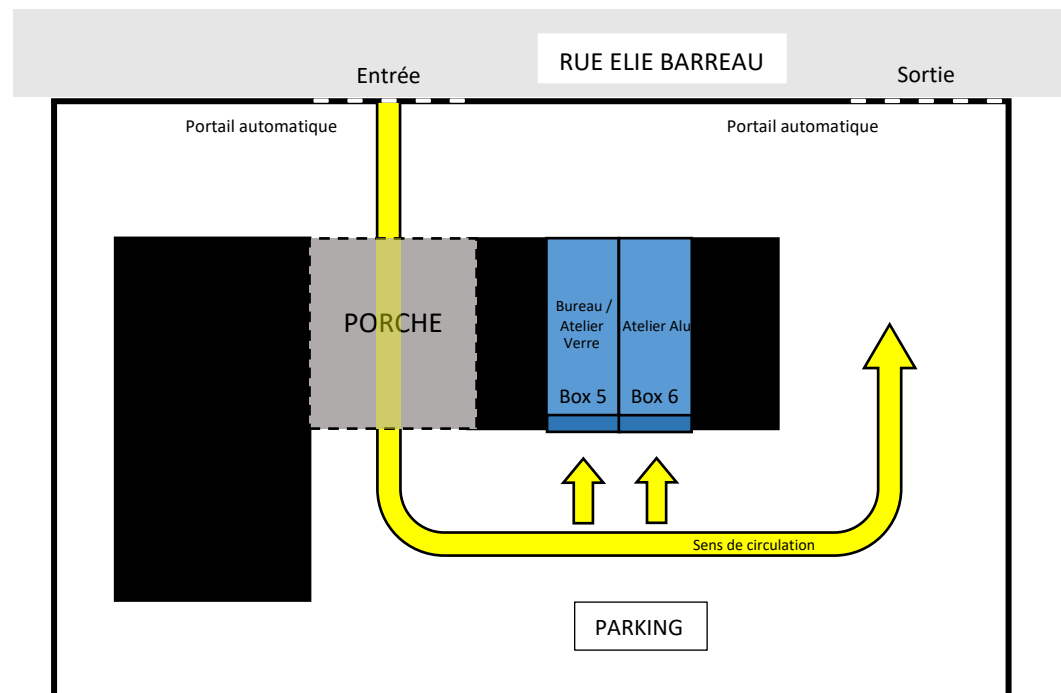 RUE ELIE BARREAU
Entrée
Sortie
Portail automatique
Portail automatique
PORCHE
Bureau /
Atelier
Verre
Atelier Alu
Box 5
Box 6
Sens de circulation
PARKING